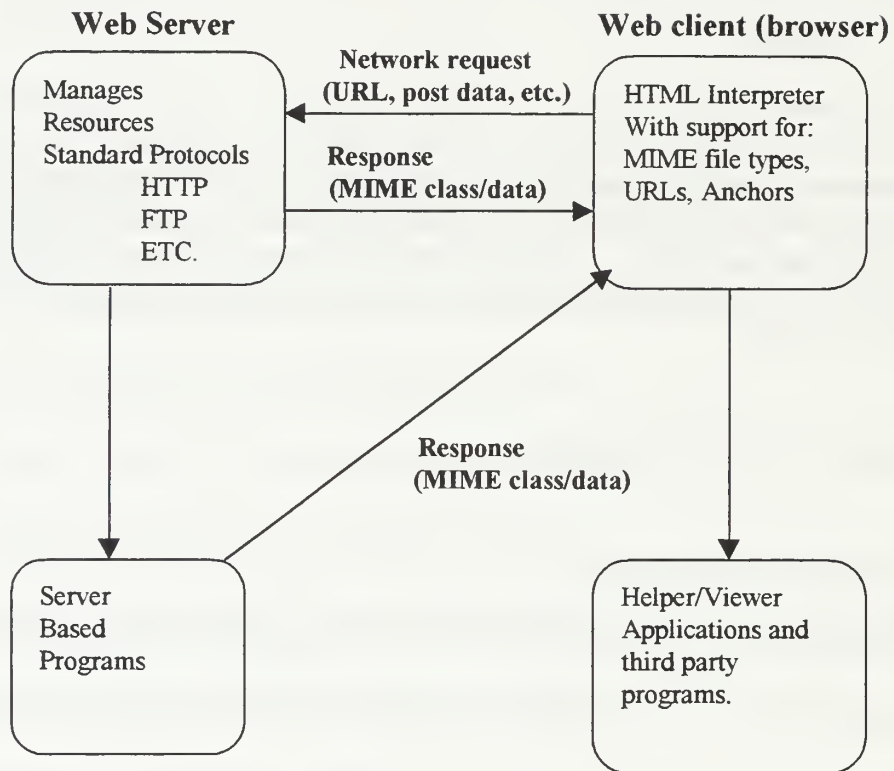 Web Server
Web client (browser)
Network request
(URL, post data, etc.)
Manages
Resources
Standard Protocols
HTTP
FTP
ETC.
Response
(MIME class/data)
HTML Interpreter
With support for:
MIME file types,
URLs, Anchors
Response
(MIME class/data)
Server
Based
Programs
Helper/Viewer
Applications and
third party
programs.